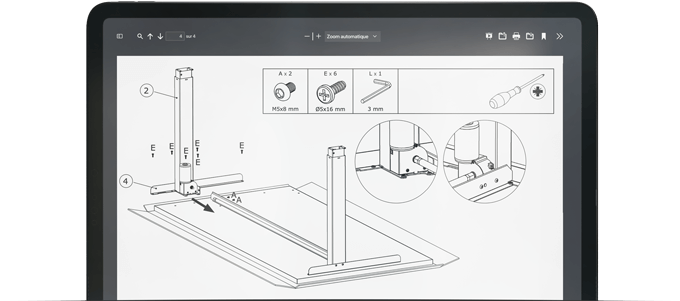 4 sur 4
Zoom automatique
A x 2
E x 6
L x 1
M5x8 mm
Ø5x16 mm
3 mm
2
E
E
E
E
E
E
4
A
A